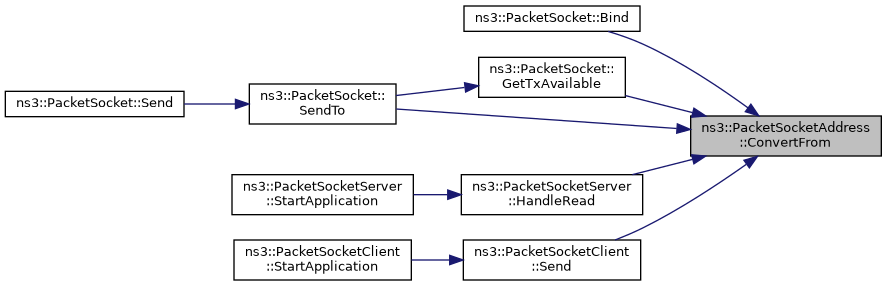 ns3::PacketSocket::Bind
ns3::PacketSocket::
GetTxAvailable
ns3::PacketSocket::Send
ns3::PacketSocket::
SendTo
ns3::PacketSocketAddress
::ConvertFrom
ns3::PacketSocketServer
::StartApplication
ns3::PacketSocketServer
::HandleRead
ns3::PacketSocketClient
::StartApplication
ns3::PacketSocketClient
::Send